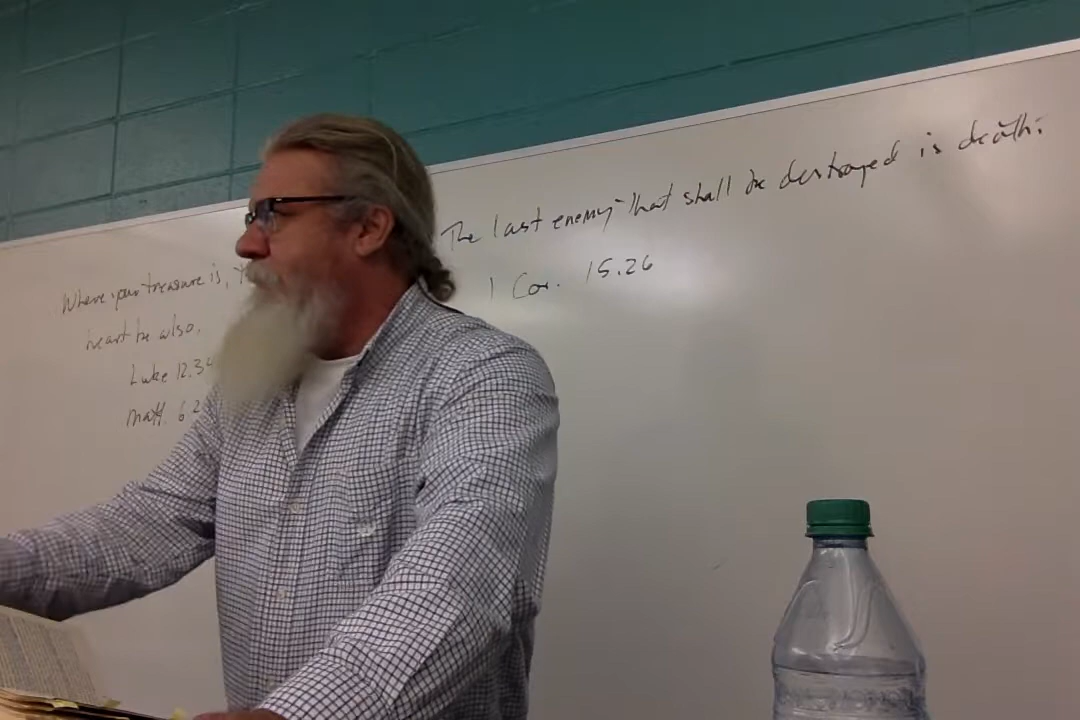 Where your treasure is,
heart be also.
Luke 12.34
Matt. 6 2
The last enemy that shall be destroyed is death.
1 Cor. 15.26